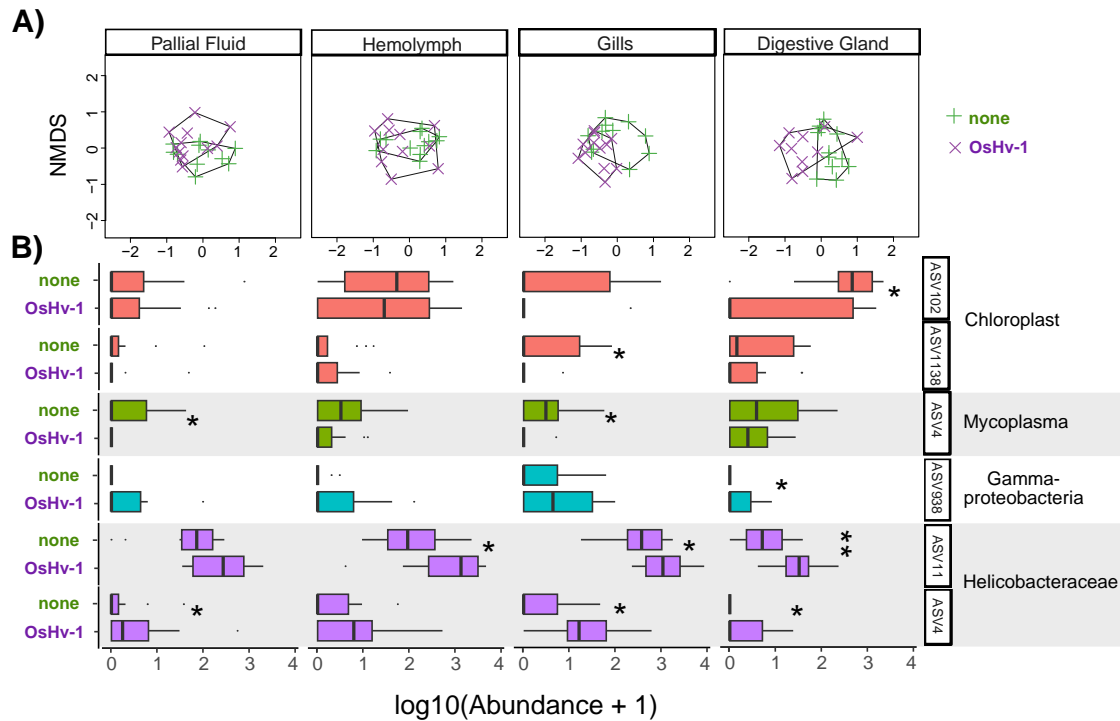 A)
Pallial Fluid
Hemolymph
Gills
Digestive Gland
NMDS
2
1
0
−1
−2
−2 −1 0 1 2
−2 −1 0 1 2
−2 −1 0 1 2
−2 −1 0 1 2
none
OsHv-1
B)
none
OsHv-1
none
OsHv-1
none
OsHv-1
none
OsHv-1
none
OsHv-1
none
OsHv-1
*
*
*
*
*
*
*
*
*
*
*
*
ASV102
ASV1138
ASV4
ASV938
ASV11
ASV4
Chloroplast
Mycoplasma
Gamma-
proteobacteria
Helicobacteraceae
0 1 2 3 4
0 1 2 3 4
0 1 2 3 4
0 1 2 3 4
log10(Abundance + 1)